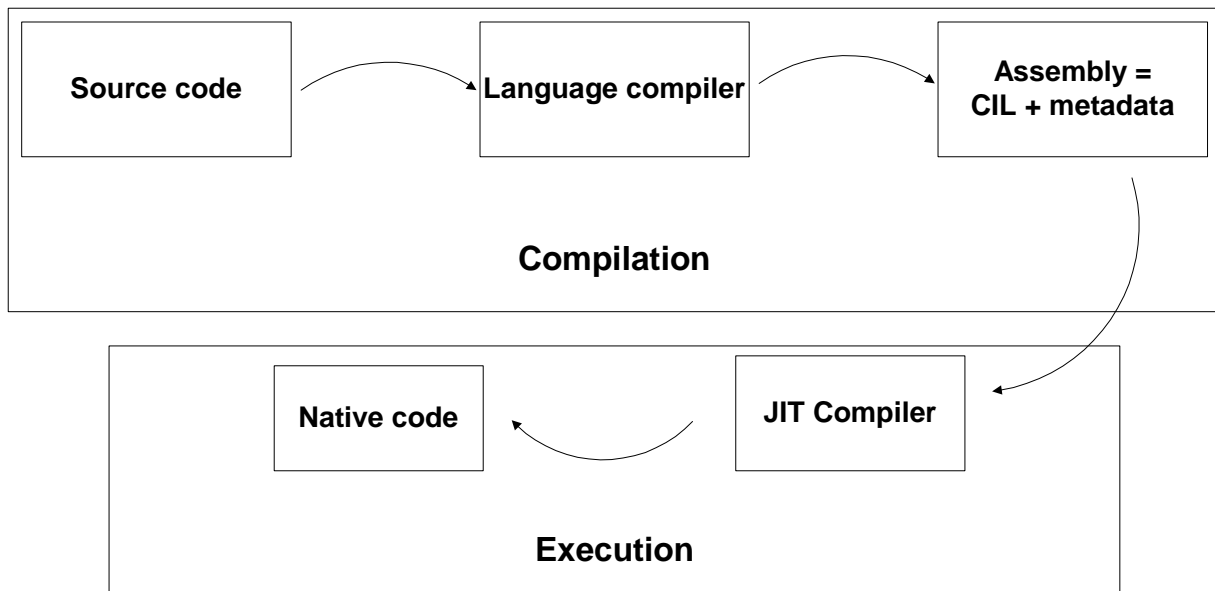 Source code
Language compiler
Assembly =
CIL + metadata
Compilation
Native code
JIT Compiler
Execution